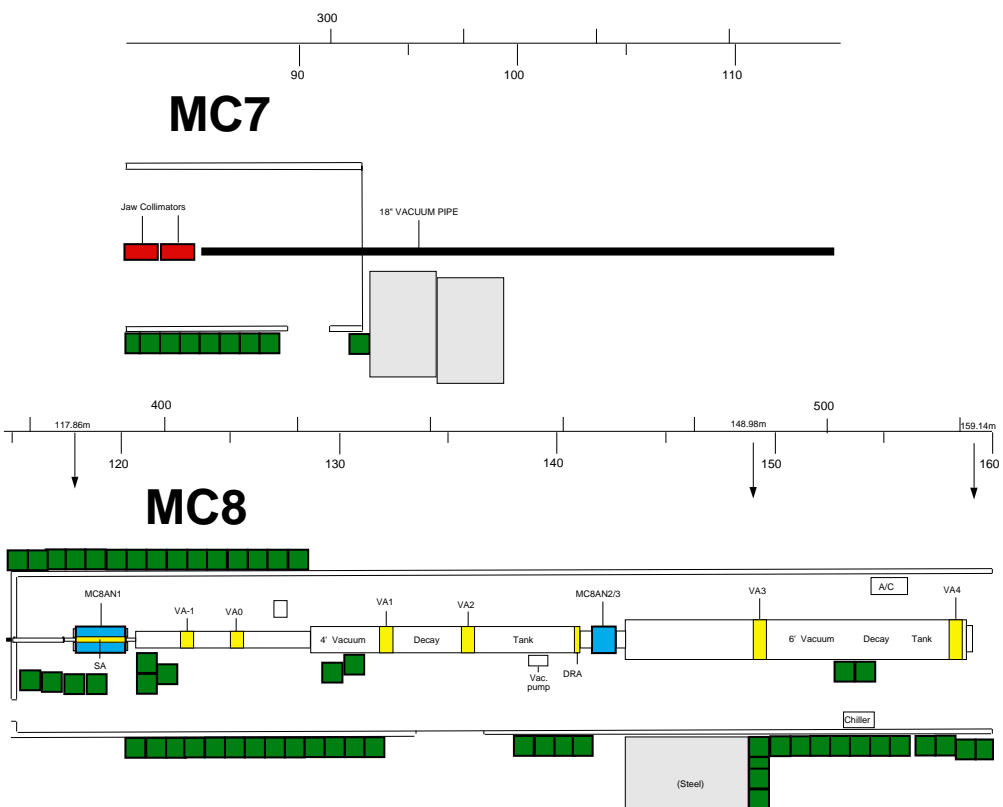 300
90 100 110
MC7
Jaw Collimators
18" VACUUM PIPE
400 500
117.86m 148.98m 159.14m
120 130 140 150 160
MC8
A/C
MC8AN1 VA-1 VA0 VA1 VA2 MC8AN2/3 VA3 VA4
4' Vacuum Decay Tank 6' Vacuum Decay Tank
SA DRA
Vac.
pump
Chiller
(Steel)